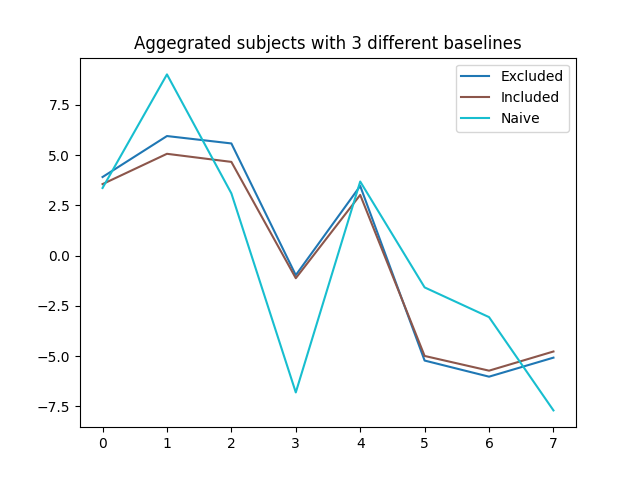 Aggegrated subjects with 3 different baselines
Excluded
Included
Naive
7.5
5.0
2.5
0.0
−2.5
−5.0
−7.5
0 1 2 3 4 5 6 7